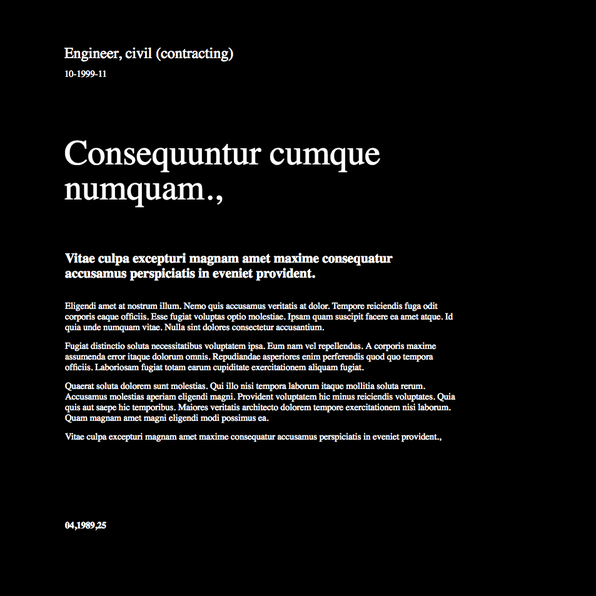 Engineer, civil (contracting)
10-1999-11
Consequuntur cumque
numquam.,
Vitae culpa excepturi magnam amet maxime consequatur
accusamus perspiciatis in eveniet provident.
Eligendi amet at nostrum illum. Nemo quis accusamus veritatis at dolor. Tempore reiciendis fuga odit
corporis eaque officiis. Esse fugiat voluptas optio molestiae. Ipsam quam suscipit facere ea amet atque. Id
quia unde numquam vitae. Nulla sint dolores consectetur accusantium.
Fugiat distinctio soluta necessitatibus voluptatem ipsa. Eum nam vel repellendus. A corporis maxime
assumenda error itaque dolorum omnis. Repudiandae asperiores enim perferendis quod quo tempora
officiis. Laboriosam fugiat totam earum cupiditate exercitationem aliquam fugiat.
Quaerat soluta dolorem sunt molestias. Qui illo nisi tempora laborum itaque mollitia soluta rerum.
Accusamus molestias aperiam eligendi magni. Provident voluptatem hic minus reiciendis voluptates. Quia
quis aut saepe hic temporibus. Maiores veritatis architecto dolorem tempore exercitationem nisi laborum.
Quam magnam amet magni eligendi modi possimus ea.
Vitae culpa excepturi magnam amet maxime consequatur accusamus perspiciatis in eveniet provident.,
04,1989,25